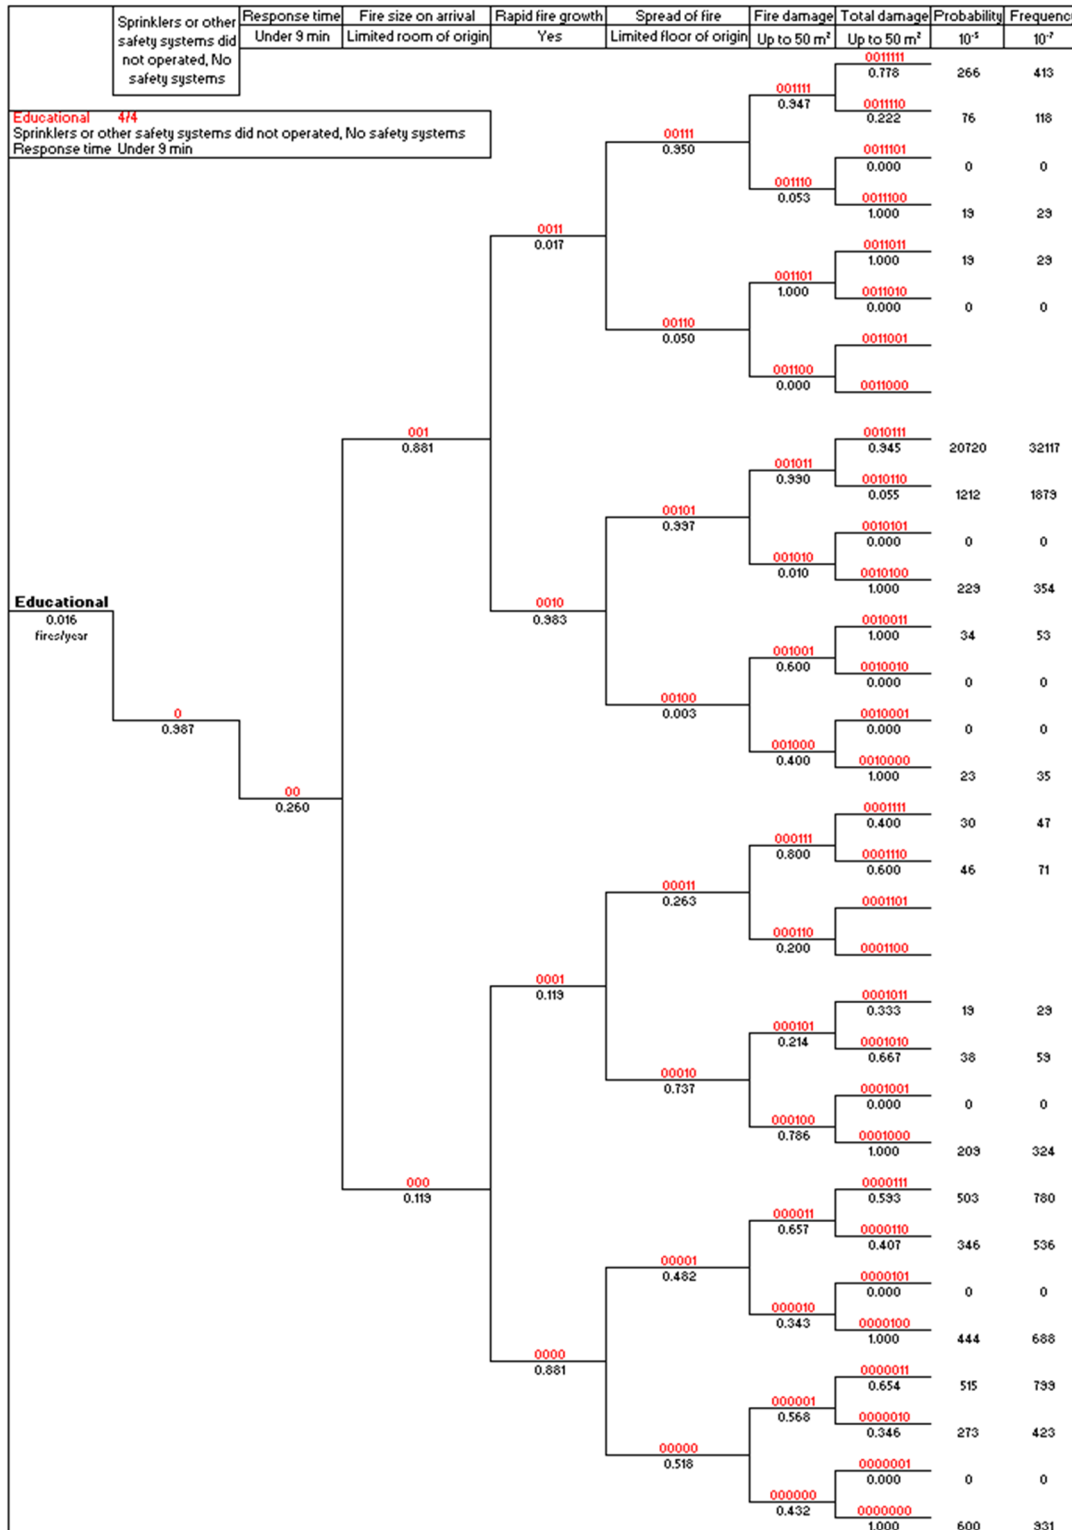 Sprinklers or other
safety systems did
not operated, No
safety systems
Response time Fire size on arrival Rapid fire growth Spread of fire Fire damage Total damage Probability Frequenc
Under 9 min Limited room of origin Yes Limited floor of origin Up to 50 m² Up to 50 m² 10⁻⁵ 10⁻⁷
Educational 4/4
Sprinklers or other safety systems did not operated, No safety systems
Response time Under 9 min
0011111
0.778 266 413
001111
0.947
0011110
0.222 76 118
00111
0.950
0011101
0.000 0 0
001110
0.053
0011100
1.000 19 29
0011
0.017
0011011
1.000 19 29
001101
1.000
0011010
0.000 0 0
00110
0.050
0011001
001100
0.000
0011000
001
0.881
0010111
0.945 20720 32117
001011
0.990
0010110
0.055 1212 1879
00101
0.997
0010101
0.000 0 0
001010
0.010
0010100
1.000 229 354
Educational
0.016
fires/year
0010
0.983
0010011
1.000 34 53
001001
0.600
0010010
0.000 0 0
00100
0.003
0010001
0.000 0 0
0
0.987
001000
0.400
0010000
1.000 23 35
00
0.260
0001111
0.400 30 47
000111
0.800
0001110
0.600 46 71
00011
0.263
0001101
000110
0.200
0001100
0001
0.119
0001011
0.333 19 29
000101
0.214
0001010
0.667 38 59
00010
0.737
0001001
0.000 0 0
000100
0.786
0001000
1.000 209 324
000
0.119
0000111
0.593 503 780
000011
0.657
0000110
0.407 346 536
00001
0.482
0000101
0.000 0 0
000010
0.343
0000100
1.000 444 688
0000
0.881
0000011
0.654 515 799
000001
0.568
0000010
0.346 273 423
00000
0.518
0000001
0.000 0 0
000000
0.432
0000000
1.000 600 931